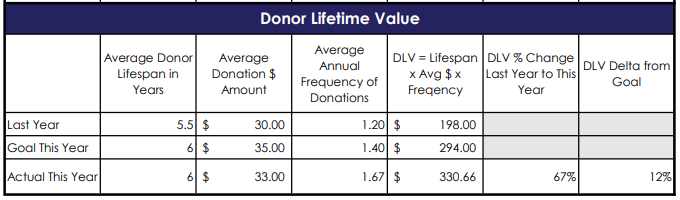 Donor Lifetime Value
Average Donor
Lifespan in
Years
Average
Donation $
Amount
Average
Annual
Frequency of
Donations
DLV = Lifespan
x Avg $ x
Freqency
DLV % Change
Last Year to This
Year
DLV Delta from
Goal
Last Year 5.5 $ 30.00 1.20 $ 198.00
Goal This Year 6 $ 35.00 1.40 $ 294.00
Actual This Year 6 $ 33.00 1.67 $ 330.66 67% 12%